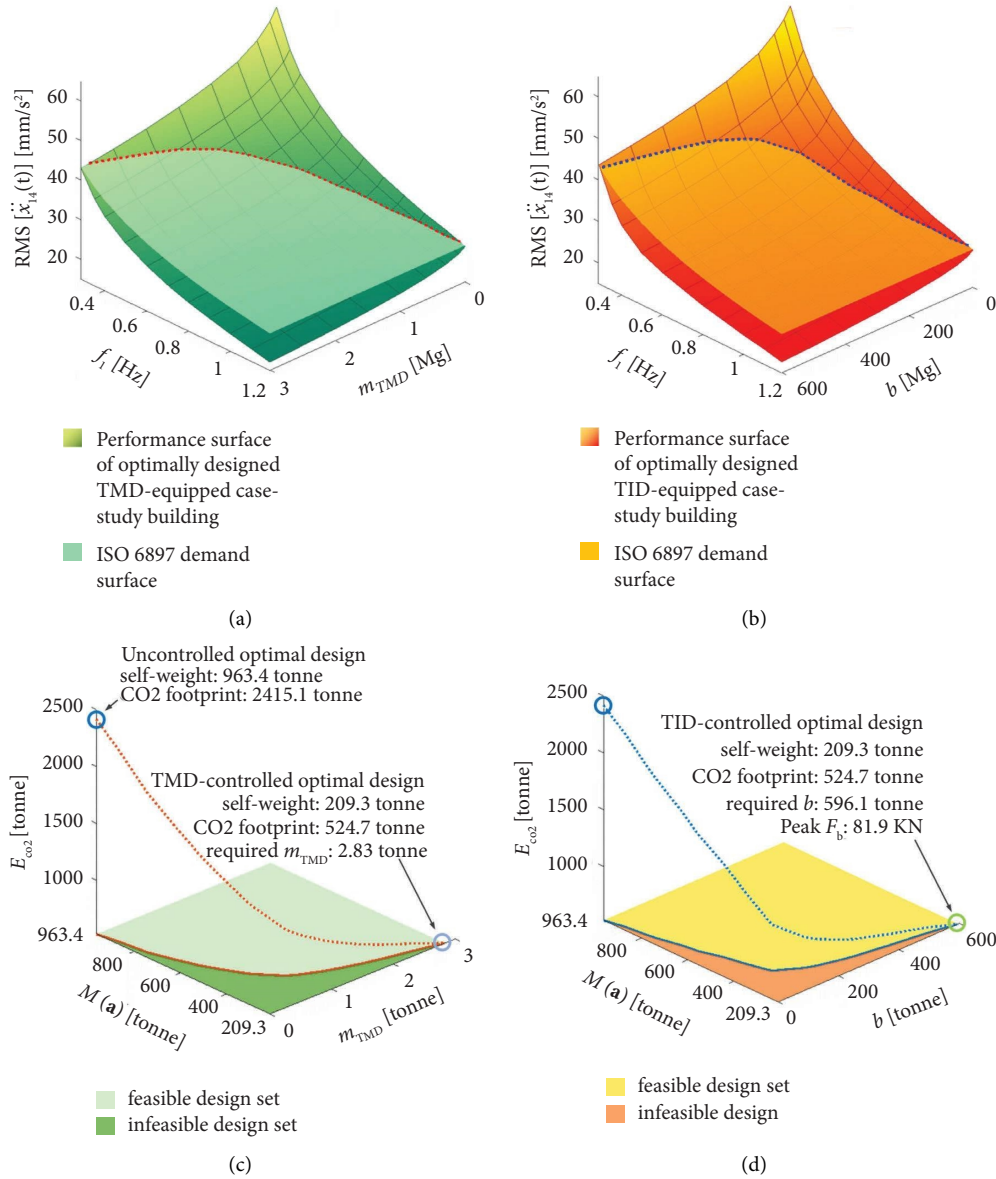 60
50
40
30
20
RMS [ẍ₁₄(t)] [mm/s²]
0.4
0.6
0.8
1
1.2
f₁ [Hz]
3
2
1
0
m_TMD [Mg]
Performance surface
of optimally designed
TMD-equipped case-
study building
ISO 6897 demand
surface
(a)
60
50
40
30
20
RMS [ẍ₁₄(t)] [mm/s²]
0.4
0.6
0.8
1
1.2
f₁ [Hz]
600
400
200
0
b [Mg]
Performance surface
of optimally designed
TID-equipped case-
study building
ISO 6897 demand
surface
(b)
Uncontrolled optimal design
self-weight: 963.4 tonne
CO2 footprint: 2415.1 tonne
2500
2000
1500
1000
E_co2 [tonne]
TMD-controlled optimal design
self-weight: 209.3 tonne
CO2 footprint: 524.7 tonne
required m_TMD: 2.83 tonne
963.4
800
600
400
209.3
M (a) [tonne]
0
1
2
3
m_TMD [tonne]
feasible design set
infeasible design set
(c)
2500
2000
1500
1000
E_co2 [tonne]
TID-controlled optimal design
self-weight: 209.3 tonne
CO2 footprint: 524.7 tonne
required b: 596.1 tonne
Peak F_b: 81.9 KN
963.4
800
600
400
209.3
M (a) [tonne]
0
200
400
600
b [tonne]
feasible design set
infeasible design
(d)